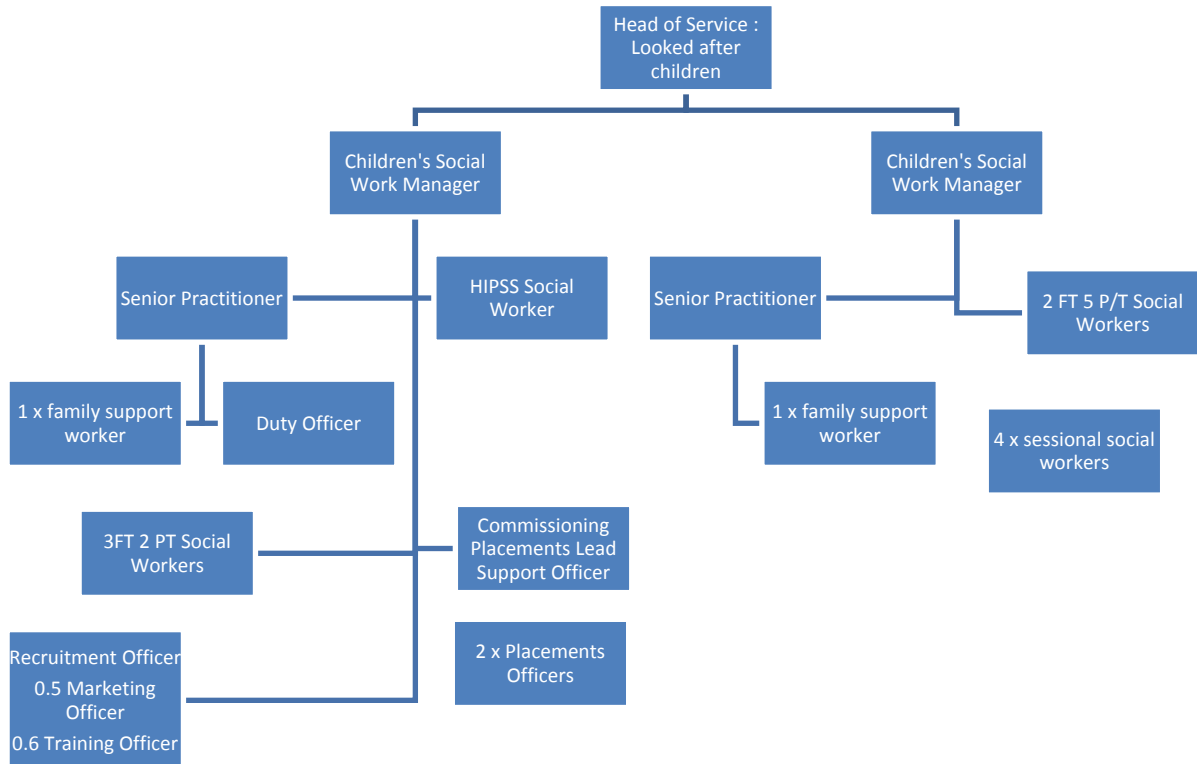 Head of Service :
Looked after
children
Children's Social
Work Manager
Children's Social
Work Manager
Senior Practitioner
HIPSS Social
Worker
Senior Practitioner
2 FT 5 P/T Social
Workers
1 x family support
worker
Duty Officer
1 x family support
worker
4 x sessional social
workers
3FT 2 PT Social
Workers
Commissioning
Placements Lead
Support Officer
Recruitment Officer
0.5 Marketing
Officer
0.6 Training Officer
2 x Placements
Officers